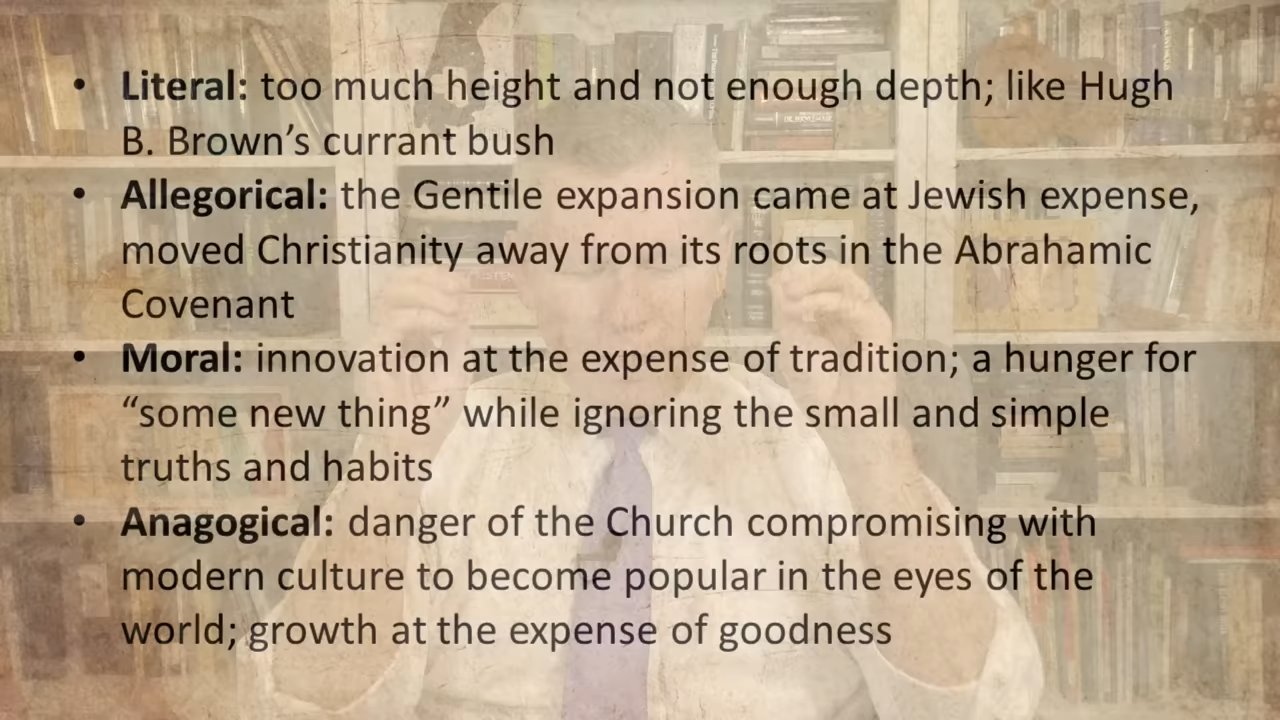 • Literal: too much height and not enough depth; like Hugh
B. Brown’s currant bush
• Allegorical: the Gentile expansion came at Jewish expense,
moved Christianity away from its roots in the Abrahamic
Covenant
• Moral: innovation at the expense of tradition; a hunger for
“some new thing” while ignoring the small and simple
truths and habits
• Anagogical: danger of the Church compromising with
modern culture to become popular in the eyes of the
world; growth at the expense of goodness